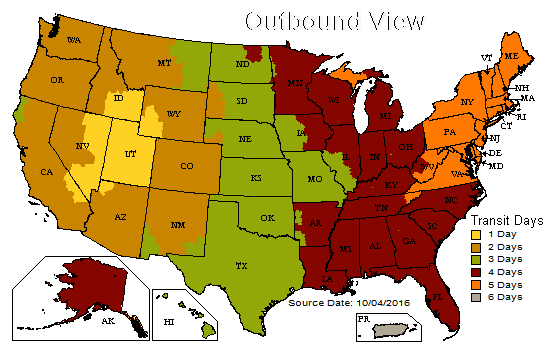 Outbound View
WA
MT
ND
MN
VT
ME
OR
ID
SD
WI
MI
NY
NH
MA
WY
RI
CT
NV
UT
NE
IA
IL
IN
OH
PA
NJ
DE
MD
CA
CO
KS
MO
WV
VA
KY
NC
AZ
NM
OK
AR
TN
SC
MS
AL
GA
TX
LA
FL
AK
HI
PR
Source Date: 10/04/2016
Transit Days
1 Day
2 Days
3 Days
4 Days
5 Days
6 Days